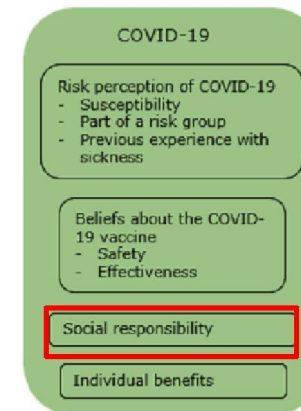 COVID-19
Risk perception of COVID-19
- Susceptibility
- Part of a risk group
- Previous experience with
sickness
Beliefs about the COVID-
19 vaccine
- Safety
- Effectiveness
Social responsibility
Individual benefits